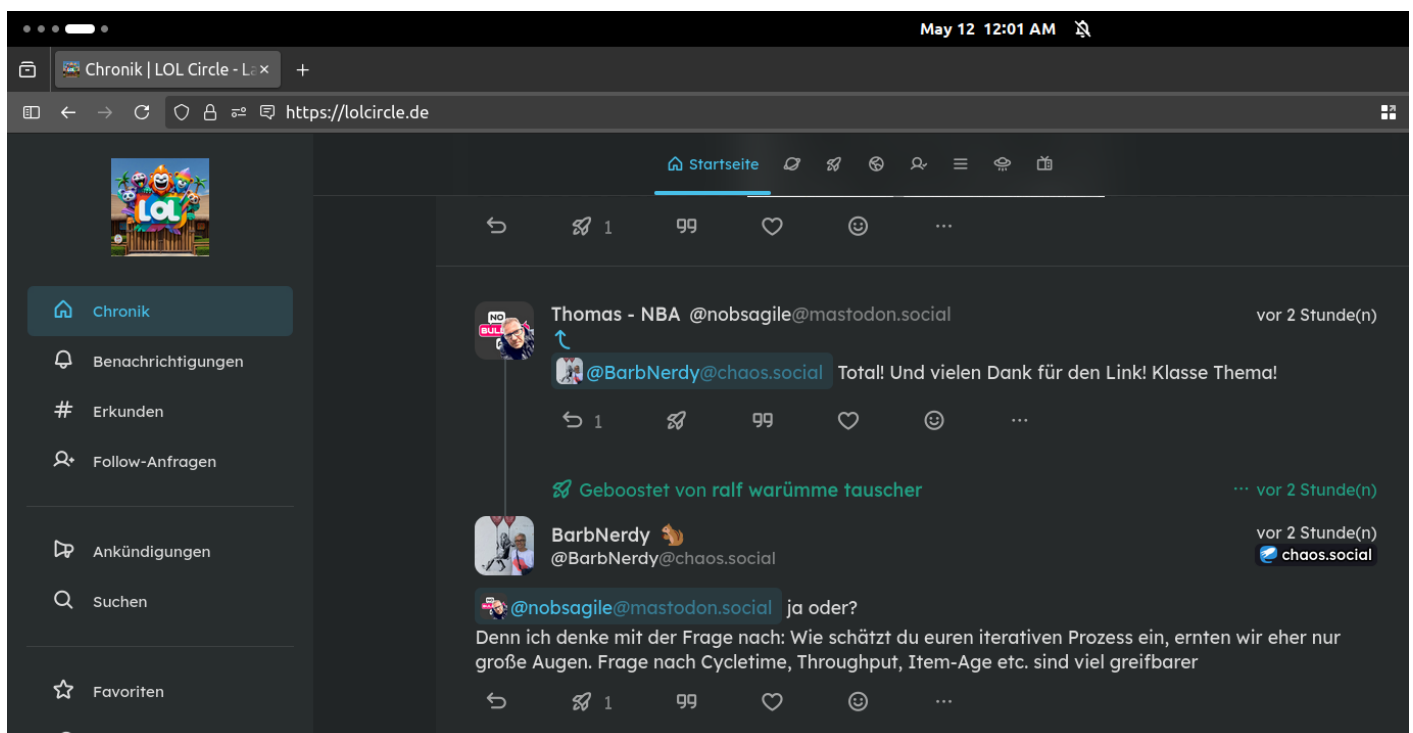 May 12 12:01 AM
Chronik | LOL Circle - La
https://lolcircle.de
LOL
Startseite
1
Chronik
Benachrichtigungen
Erkunden
Follow-Anfragen
Ankündigungen
Suchen
Favoriten
NO
Thomas - NBA @nobsagile@mastodon.social
vor 2 Stunde(n)
@BarbNerdy@chaos.social Total! Und vielen Dank für den Link! Klasse Thema!
1
Geboostet von ralf warümme tauscher
··· vor 2 Stunde(n)
BarbNerdy 🐿️
vor 2 Stunde(n)
@BarbNerdy@chaos.social
chaos.social
@nobsagile@mastodon.social ja oder?
Denn ich denke mit der Frage nach: Wie schätzt du euren iterativen Prozess ein, ernten wir eher nur
große Augen. Frage nach Cycletime, Throughput, Item-Age etc. sind viel greifbarer
1